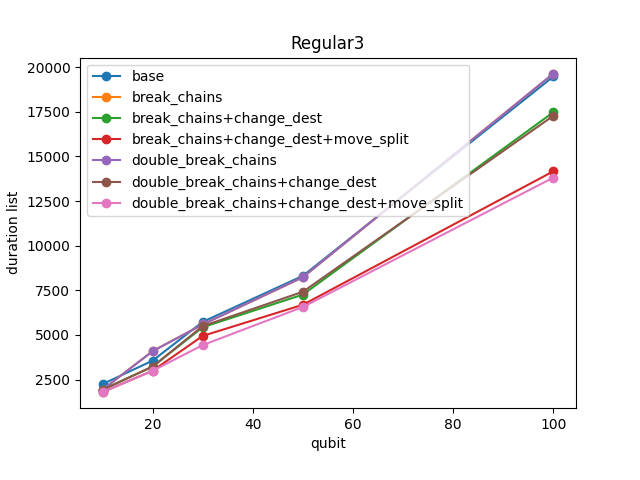 Regular3
20000
17500
15000
12500
10000
7500
5000
2500
duration list
base
break_chains
break_chains+change_dest
break_chains+change_dest+move_split
double_break_chains
double_break_chains+change_dest
double_break_chains+change_dest+move_split
20
40
60
80
100
qubit